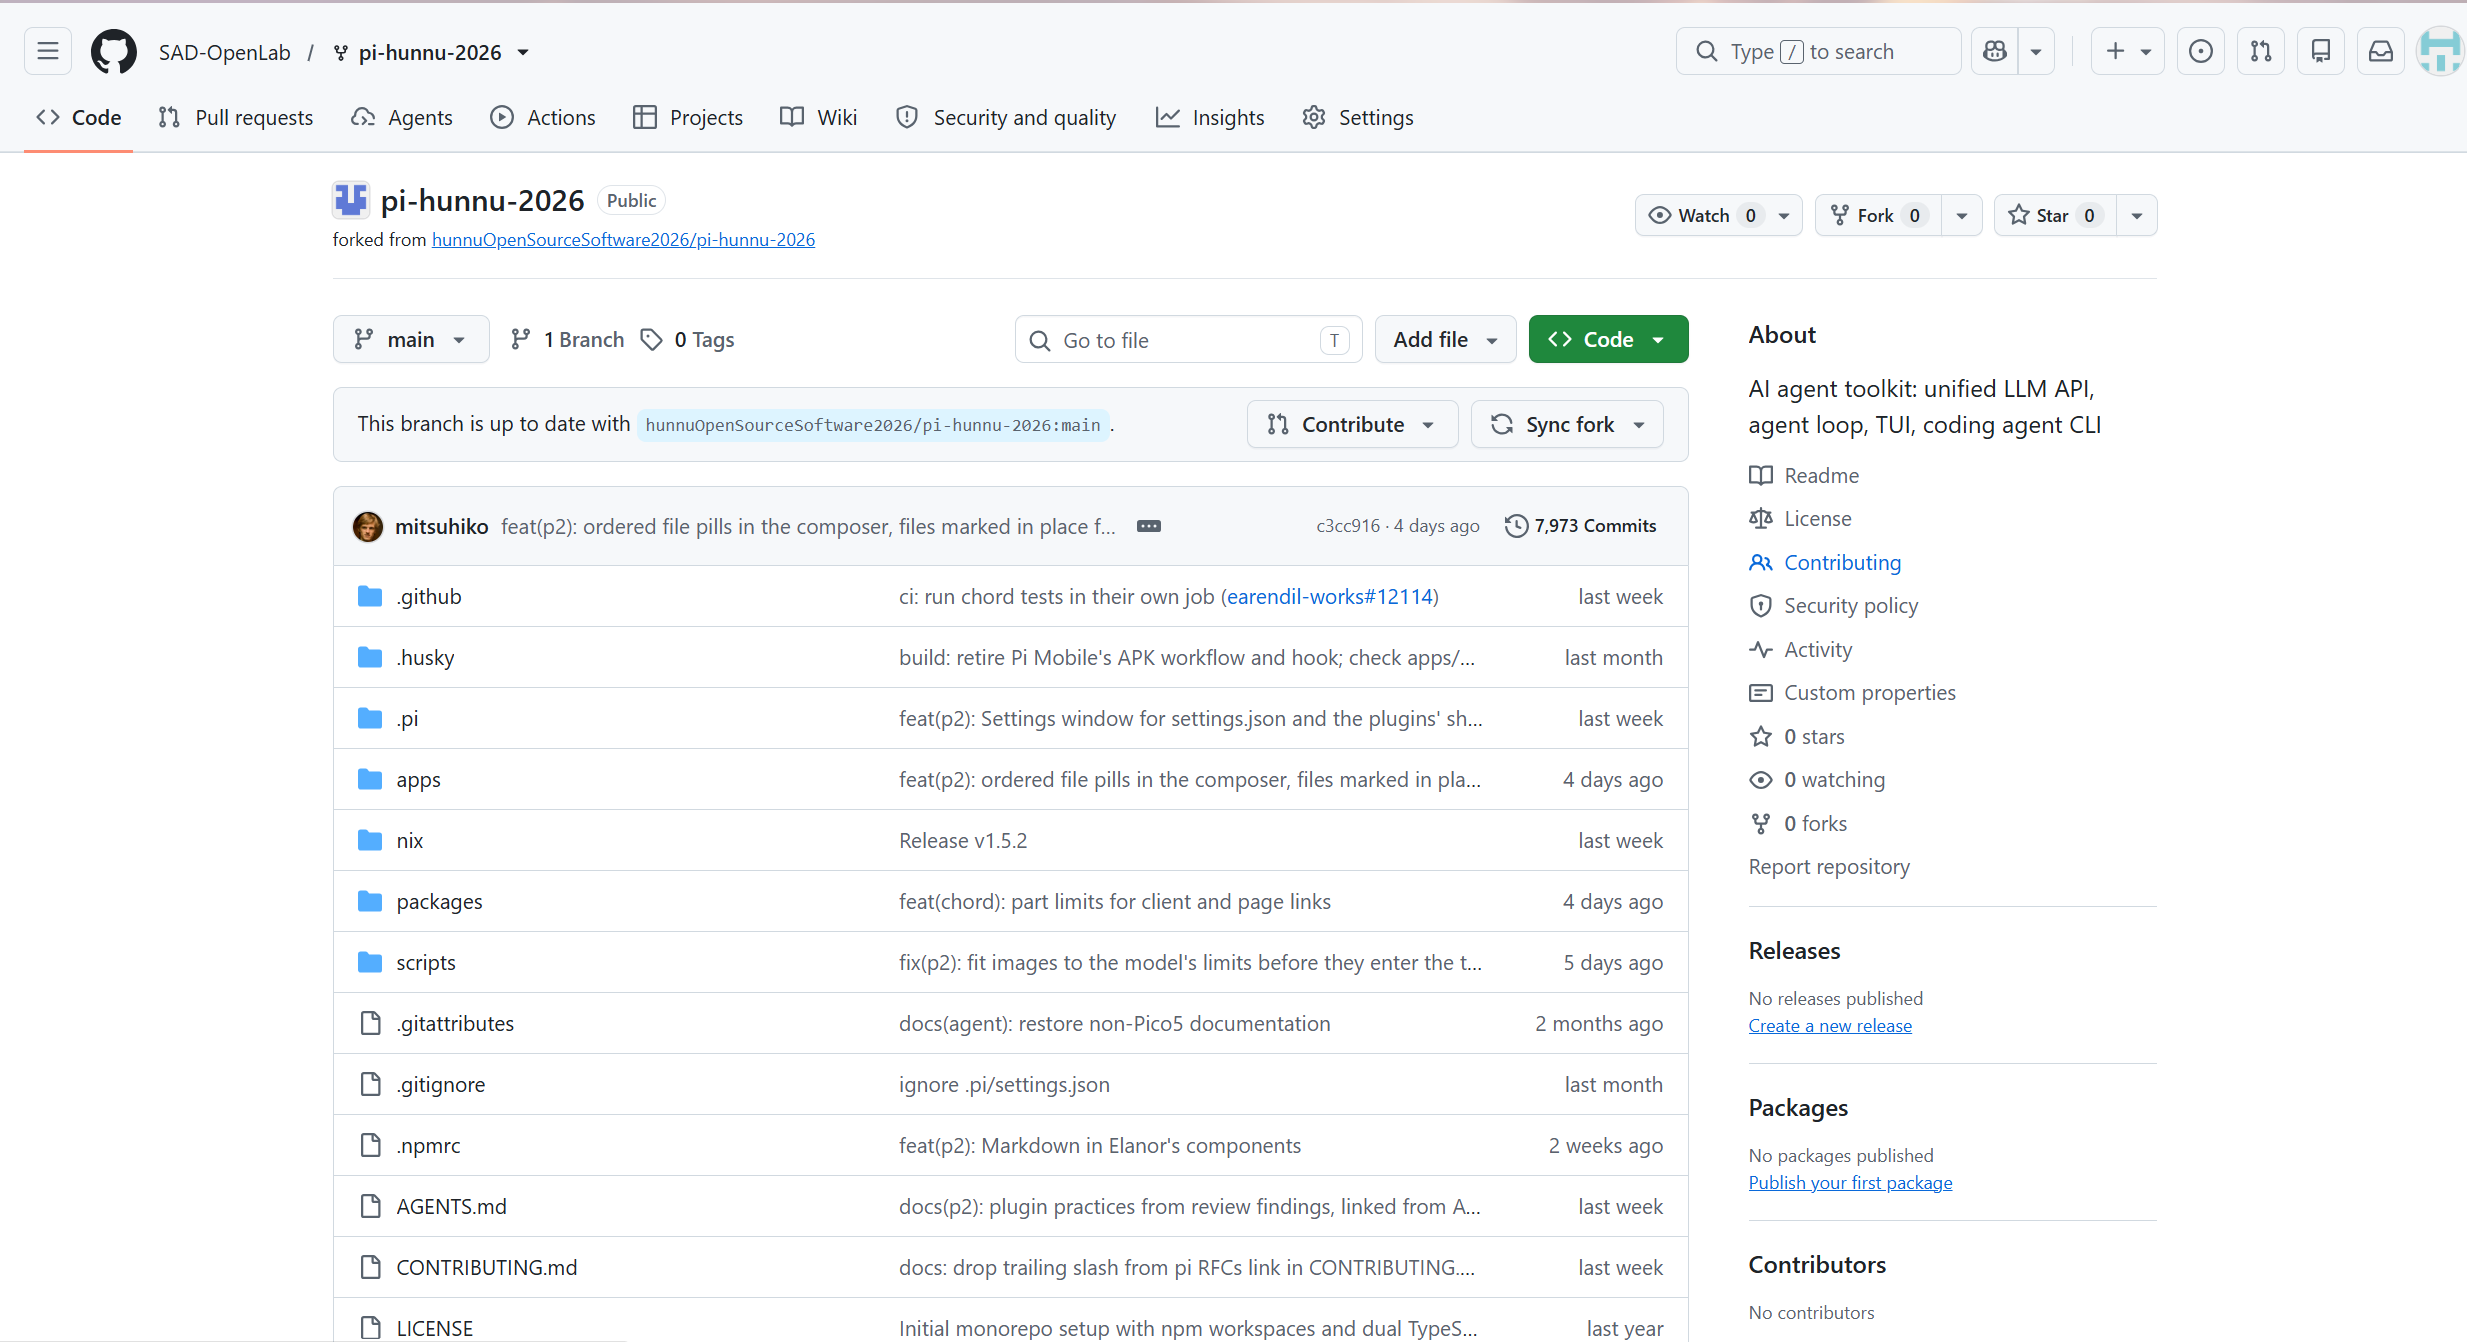 SAD-OpenLab / pi-hunnu-2026
Type / to search
Code Pull requests Agents Actions Projects Wiki Security and quality Insights Settings
pi-hunnu-2026 Public
forked from hunnuOpenSourceSoftware2026/pi-hunnu-2026
Watch 0 Fork 0 Star 0
main 1 Branch 0 Tags
Go to file T Add file Code
This branch is up to date with hunnuOpenSourceSoftware2026/pi-hunnu-2026:main .
Contribute Sync fork
mitsuhiko feat(p2): ordered file pills in the composer, files marked in place f... c3cc916 · 4 days ago 7,973 Commits
.github ci: run chord tests in their own job (earendil-works#12114) last week
.husky build: retire Pi Mobile's APK workflow and hook; check apps/... last month
.pi feat(p2): Settings window for settings.json and the plugins' sh... last week
apps feat(p2): ordered file pills in the composer, files marked in pla... 4 days ago
nix Release v1.5.2 last week
packages feat(chord): part limits for client and page links 4 days ago
scripts fix(p2): fit images to the model's limits before they enter the t... 5 days ago
.gitattributes docs(agent): restore non-Pico5 documentation 2 months ago
.gitignore ignore .pi/settings.json last month
.npmrc feat(p2): Markdown in Elanor's components 2 weeks ago
AGENTS.md docs(p2): plugin practices from review findings, linked from A... last week
CONTRIBUTING.md docs: drop trailing slash from pi RFCs link in CONTRIBUTING.... last week
LICENSE Initial monorepo setup with npm workspaces and dual TypeS... last year
About
AI agent toolkit: unified LLM API,
agent loop, TUI, coding agent CLI
Readme
License
Contributing
Security policy
Activity
Custom properties
0 stars
0 watching
0 forks
Report repository
Releases
No releases published
Create a new release
Packages
No packages published
Publish your first package
Contributors
No contributors